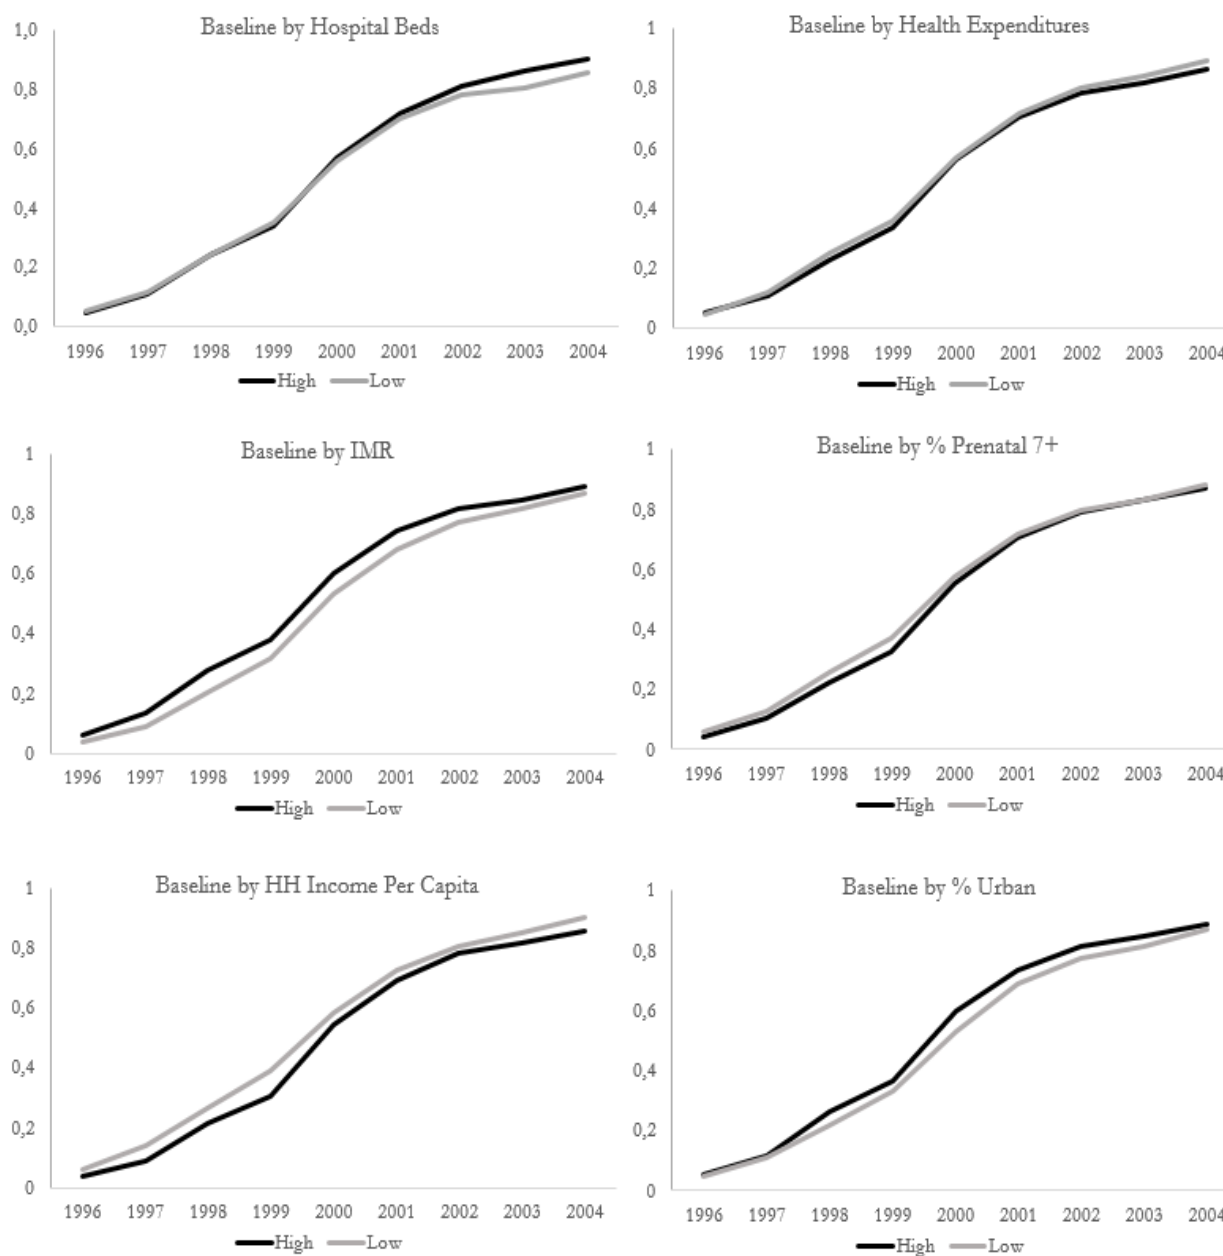 Baseline by Hospital Beds
1,0
0,8
0,6
0,4
0,2
0,0
1996 1997 1998 1999 2000 2001 2002 2003 2004
High Low
Baseline by Health Expenditures
1
0,8
0,6
0,4
0,2
0
1996 1997 1998 1999 2000 2001 2002 2003 2004
High Low
Baseline by IMR
1
0,8
0,6
0,4
0,2
0
1996 1997 1998 1999 2000 2001 2002 2003 2004
High Low
Baseline by % Prenatal 7+
1
0,8
0,6
0,4
0,2
0
1996 1997 1998 1999 2000 2001 2002 2003 2004
High Low
Baseline by HH Income Per Capita
1
0,8
0,6
0,4
0,2
0
1996 1997 1998 1999 2000 2001 2002 2003 2004
High Low
Baseline by % Urban
1
0,8
0,6
0,4
0,2
0
1996 1997 1998 1999 2000 2001 2002 2003 2004
High Low